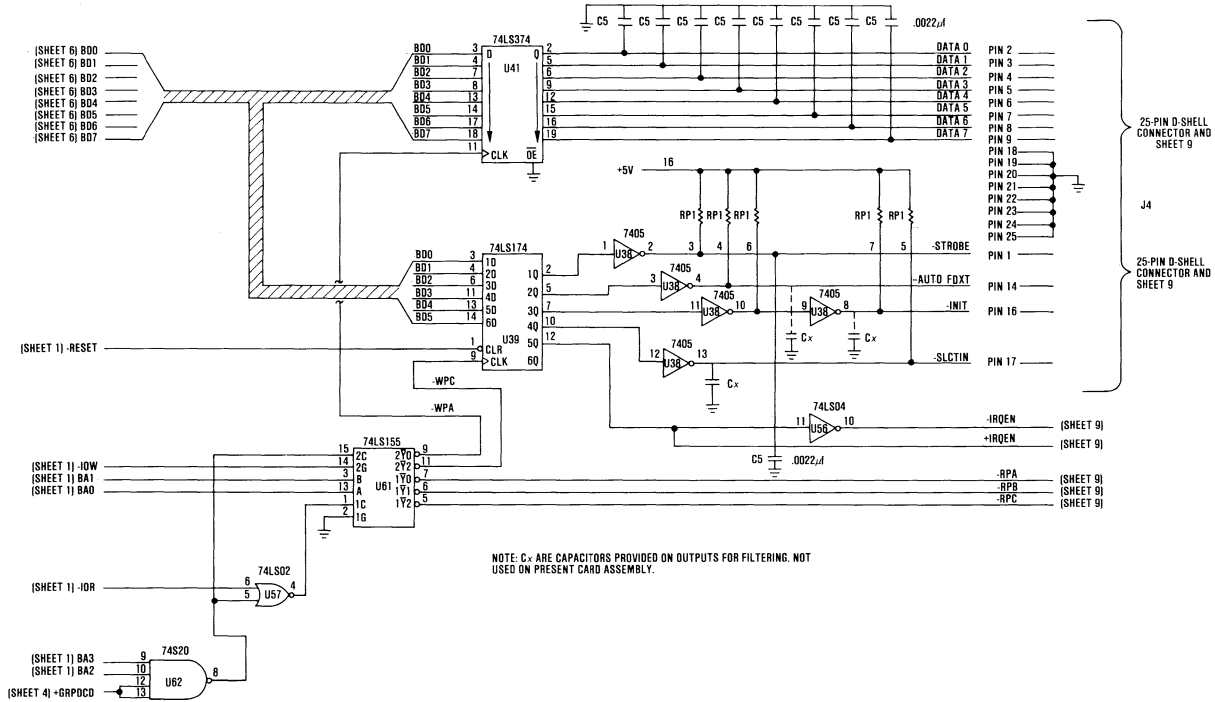 C5 C5 C5 C5 C5 C5 C5 C5 .0022µf
(SHEET 6) BD0
(SHEET 6) BD1
(SHEET 6) BD2
(SHEET 6) BD3
(SHEET 6) BD4
(SHEET 6) BD5
(SHEET 6) BD6
(SHEET 6) BD7
74LS374
U41
BD0 3 D Q 2 DATA 0 PIN 2
BD1 4 5 DATA 1 PIN 3
BD2 7 6 DATA 2 PIN 4
BD3 8 9 DATA 3 PIN 5
BD4 13 12 DATA 4 PIN 6
BD5 14 15 DATA 5 PIN 7
BD6 17 16 DATA 6 PIN 8
BD7 18 19 DATA 7 PIN 9
11 CLK OE
PIN 18
PIN 19
PIN 20
PIN 21
PIN 22
PIN 23
PIN 24
PIN 25
25-PIN D-SHELL
CONNECTOR AND
SHEET 9
J4
25-PIN D-SHELL
CONNECTOR AND
SHEET 9
+5V 16
RP1 RP1 RP1 RP1 RP1
3 4 6 7 5
74LS174
U39
BD0 3 1D 1Q 2
BD1 4 2D 2Q 5
BD2 6 3D 3Q 7
BD3 11 4D 4Q 10
BD4 13 5D 5Q 12
BD5 14 6D 6Q
1 CLR
9 CLK
7405
1 U38 2 -STROBE PIN 1
7405
3 U38 4 -AUTO FDXT PIN 14
7405
11 U38 10
7405
9 U38 8 -INIT PIN 16
Cx Cx
7405
12 U38 13 -SLCTIN PIN 17
Cx
(SHEET 1) -RESET
-WPC
-WPA
74LS04
11 U56 10 -IRQEN (SHEET 9)
+IRQEN (SHEET 9)
C5 .0022µf
74LS155
U61
15 2C 2Y0 9
(SHEET 1) -IOW 14 2G 2Y2 11
(SHEET 1) BA1 3 B 1Y0 7 -RPA (SHEET 9)
(SHEET 1) BA0 13 A 1Y1 6 -RPB (SHEET 9)
1 1C 1Y2 5 -RPC (SHEET 9)
2 1G
NOTE: Cx ARE CAPACITORS PROVIDED ON OUTPUTS FOR FILTERING. NOT
USED ON PRESENT CARD ASSEMBLY.
74LS02
(SHEET 1) -IOR 6 5 U57 4
74S20
(SHEET 1) BA3 9
(SHEET 1) BA2 10 U62 8
(SHEET 4) +GRPDCD 12 13